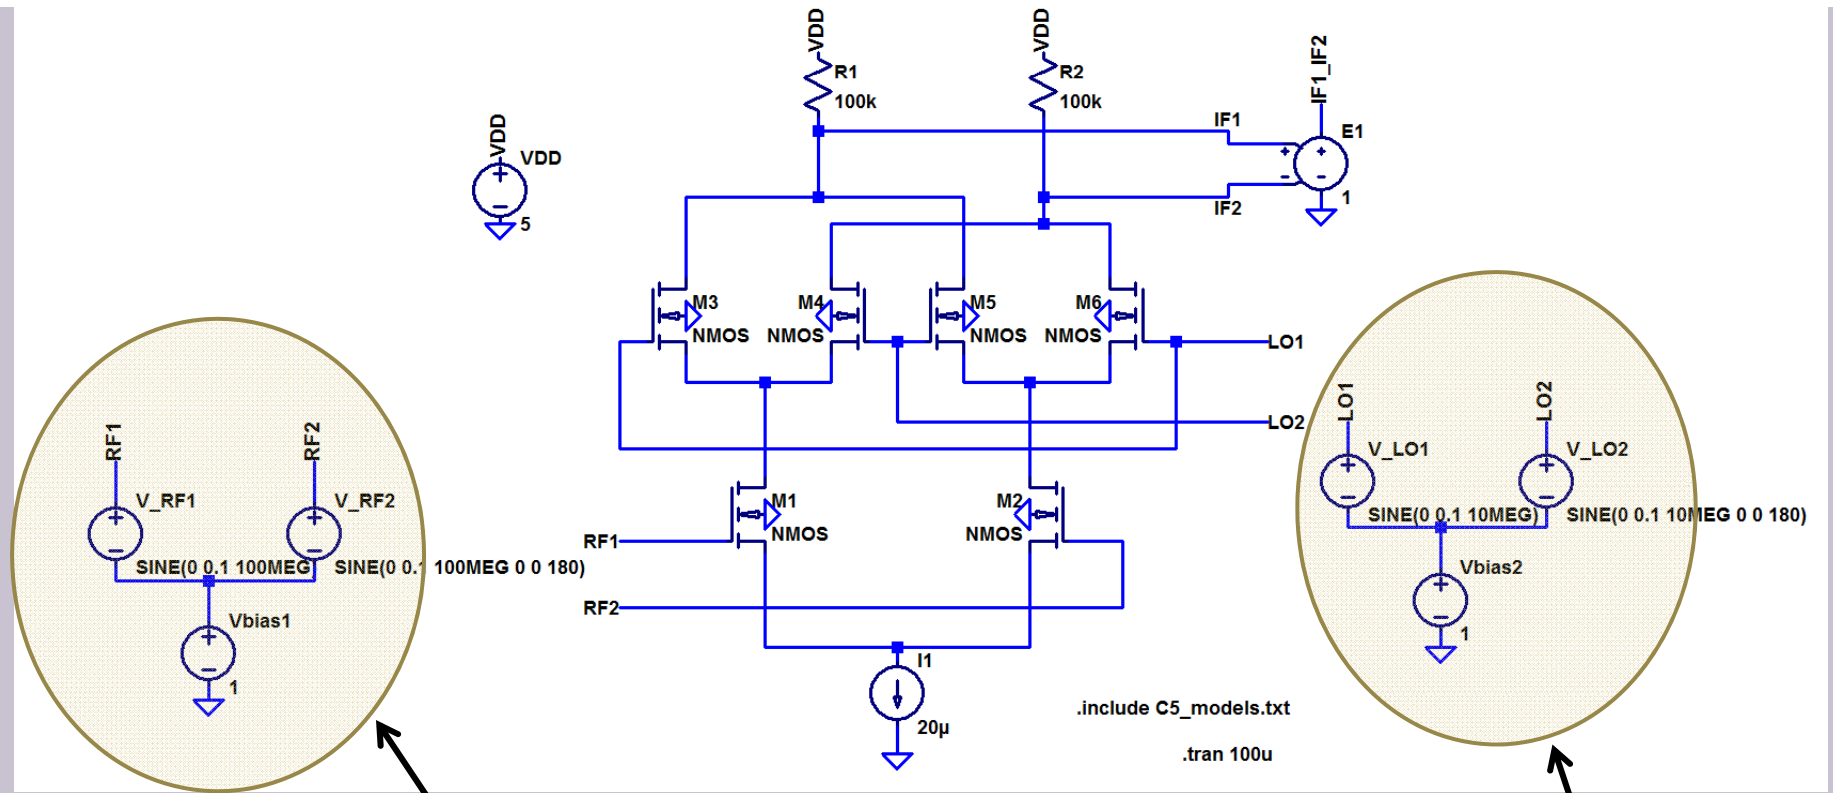 VDD
VDD
R1
100k
R2
100k
IF1_IF2
IF1
E1
VDD
VDD
5
IF2
1
M3
NMOS
M4
NMOS
M5
NMOS
M6
NMOS
LO1
LO2
RF1
RF2
V_RF1
V_RF2
SINE(0 0.1 100MEG
SINE(0 0.1 100MEG 0 0 180)
Vbias1
1
M1
NMOS
M2
NMOS
RF1
RF2
I1
20µ
.include C5_models.txt
.tran 100u
LO1
LO2
V_LO1
V_LO2
SINE(0 0.1 10MEG)
SINE(0 0.1 10MEG 0 0 180)
Vbias2
1